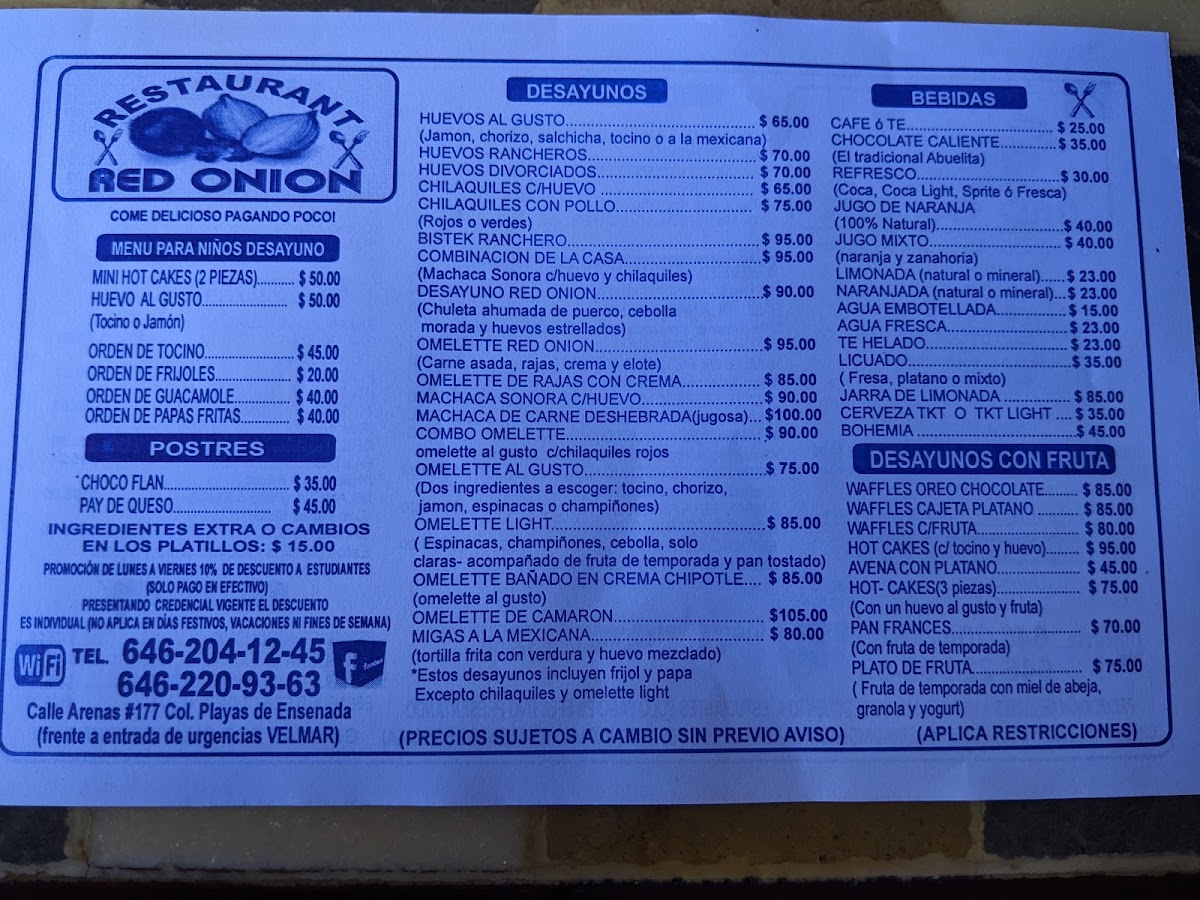 RESTAURANT
RED ONION
COME DELICIOSO PAGANDO POCO!
MENU PARA NIÑOS DESAYUNO
MINI HOT CAKES (2 PIEZAS)........... $ 50.00
HUEVO AL GUSTO..................... $ 50.00
(Tocino o Jamón)
ORDEN DE TOCINO...................... $ 45.00
ORDEN DE FRIJOLES................... $ 20.00
ORDEN DE GUACAMOLE.............. $ 40.00
ORDEN DE PAPAS FRITAS............ $ 40.00
POSTRES
CHOCO FLAN............................... $ 35.00
PAY DE QUESO........................ $ 45.00
INGREDIENTES EXTRA O CAMBIOS
EN LOS PLATILLOS: $ 15.00
PROMOCIÓN DE LUNES A VIERNES 10% DE DESCUENTO A ESTUDIANTES
(SOLO PAGO EN EFECTIVO)
PRESENTANDO CREDENCIAL VIGENTE EL DESCUENTO
ES INDIVIDUAL (NO APLICA EN DÍAS FESTIVOS, VACACIONES NI FINES DE SEMANA)
WiFi TEL. 646-204-12-45
646-220-93-63
Calle Arenas #177 Col. Playas de Ensenada
(frente a entrada de urgencias VELMAR)
DESAYUNOS
HUEVOS AL GUSTO.......................................... $ 65.00
(Jamon, chorizo, salchicha, tocino o a la mexicana)
HUEVOS RANCHEROS...................................... $ 70.00
HUEVOS DIVORCIADOS.................................... $ 70.00
CHILAQUILES C/HUEVO ................................... $ 65.00
CHILAQUILES CON POLLO.............................. $ 75.00
(Rojos o verdes)
BISTEK RANCHERO.......................................... $ 95.00
COMBINACION DE LA CASA.............................. $ 95.00
(Machaca Sonora c/huevo y chilaquiles)
DESAYUNO RED ONION.....................................$ 90.00
(Chuleta ahumada de puerco, cebolla
morada y huevos estrellados)
OMELETTE RED ONION.....................................$ 95.00
(Carne asada, rajas, crema y elote)
OMELETTE DE RAJAS CON CREMA.................. $ 85.00
MACHACA SONORA C/HUEVO........................... $ 90.00
MACHACA DE CARNE DESHEBRADA(jugosa)... $100.00
COMBO OMELETTE........................................... $ 90.00
omelette al gusto c/chilaquiles rojos
OMELETTE AL GUSTO........................................ $ 75.00
(Dos ingredientes a escoger: tocino, chorizo,
jamon, espinacas o champiñones)
OMELETTE LIGHT...............................................$ 85.00
( Espinacas, champiñones, cebolla, solo
claras- acompañado de fruta de temporada y pan tostado)
OMELETTE BAÑADO EN CREMA CHIPOTLE.... $ 85.00
(omelette al gusto)
OMELETTE DE CAMARON.................................. $105.00
MIGAS A LA MEXICANA...................................... $ 80.00
(tortilla frita con verdura y huevo mezclado)
*Estos desayunos incluyen frijol y papa
Excepto chilaquiles y omelette light
(PRECIOS SUJETOS A CAMBIO SIN PREVIO AVISO)
BEBIDAS
CAFE ó TE.................................. $ 25.00
CHOCOLATE CALIENTE.............. $ 35.00
(El tradicional Abuelita)
REFRESCO..................................$ 30.00
(Coca, Coca Light, Sprite ó Fresca)
JUGO DE NARANJA
(100% Natural)..............................$ 40.00
JUGO MIXTO.............................. $ 40.00
(naranja y zanahoria)
LIMONADA (natural o mineral)...... $ 23.00
NARANJADA (natural o mineral)...$ 23.00
AGUA EMBOTELLADA................ $ 15.00
AGUA FRESCA........................... $ 23.00
TE HELADO................................ $ 23.00
LICUADO....................................$ 35.00
( Fresa, platano o mixto)
JARRA DE LIMONADA ................. $ 85.00
CERVEZA TKT O TKT LIGHT .... $ 35.00
BOHEMIA ....................................$ 45.00
DESAYUNOS CON FRUTA
WAFFLES OREO CHOCOLATE....... $ 85.00
WAFFLES CAJETA PLATANO ......... $ 85.00
WAFFLES C/FRUTA....................... $ 80.00
HOT CAKES (c/ tocino y huevo)........ $ 95.00
AVENA CON PLATANO................... $ 45.00
HOT- CAKES(3 piezas)................... $ 75.00
(Con un huevo al gusto y fruta)
PAN FRANCES............................. $ 70.00
(Con fruta de temporada)
PLATO DE FRUTA......................... $ 75.00
( Fruta de temporada con miel de abeja,
granola y yogurt)
(APLICA RESTRICCIONES)